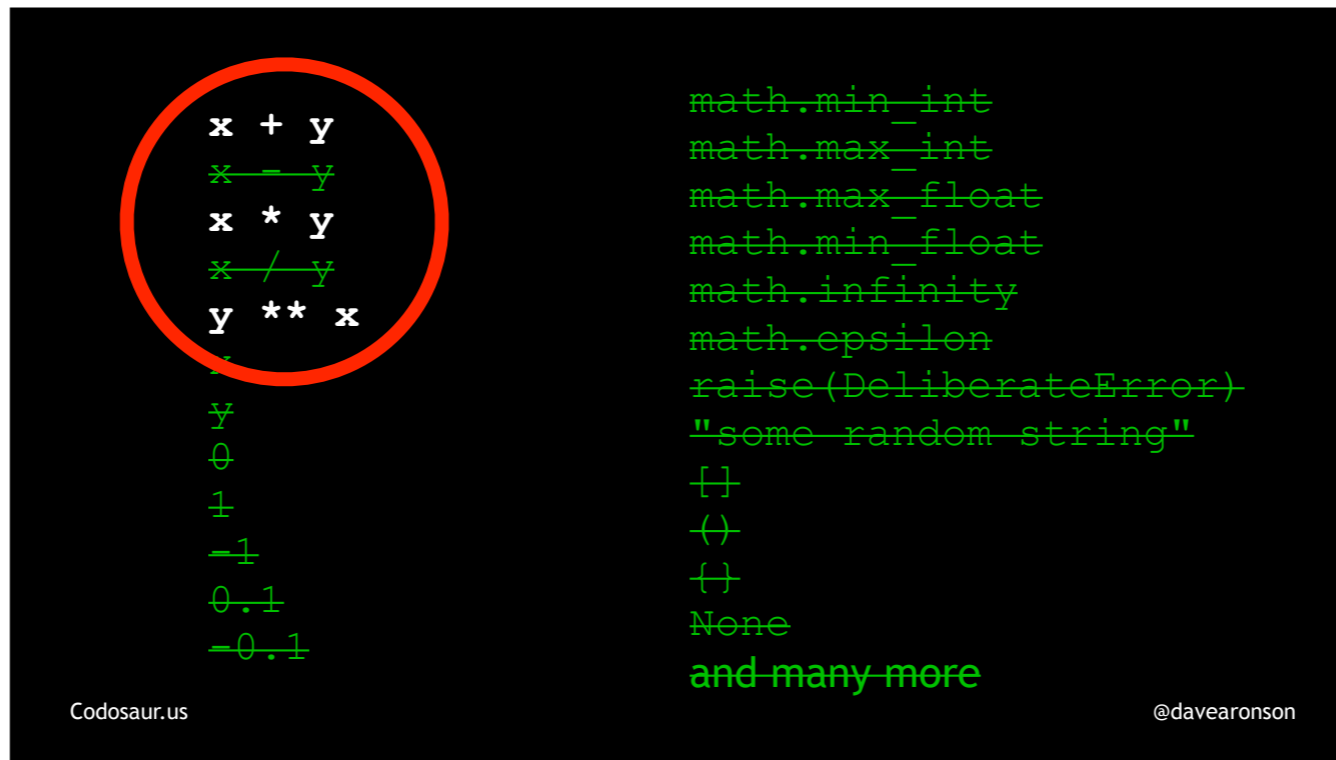 x + y
x - y
x * y
x / y
y ** x
x
y
0
1
-1
0.1
-0.1
math.min_int
math.max_int
math.max_float
math.min_float
math.infinity
math.epsilon
raise(DeliberateError)
"some random string"
[]
()
{}
None
and many more
Codosaur.us
@davearonson